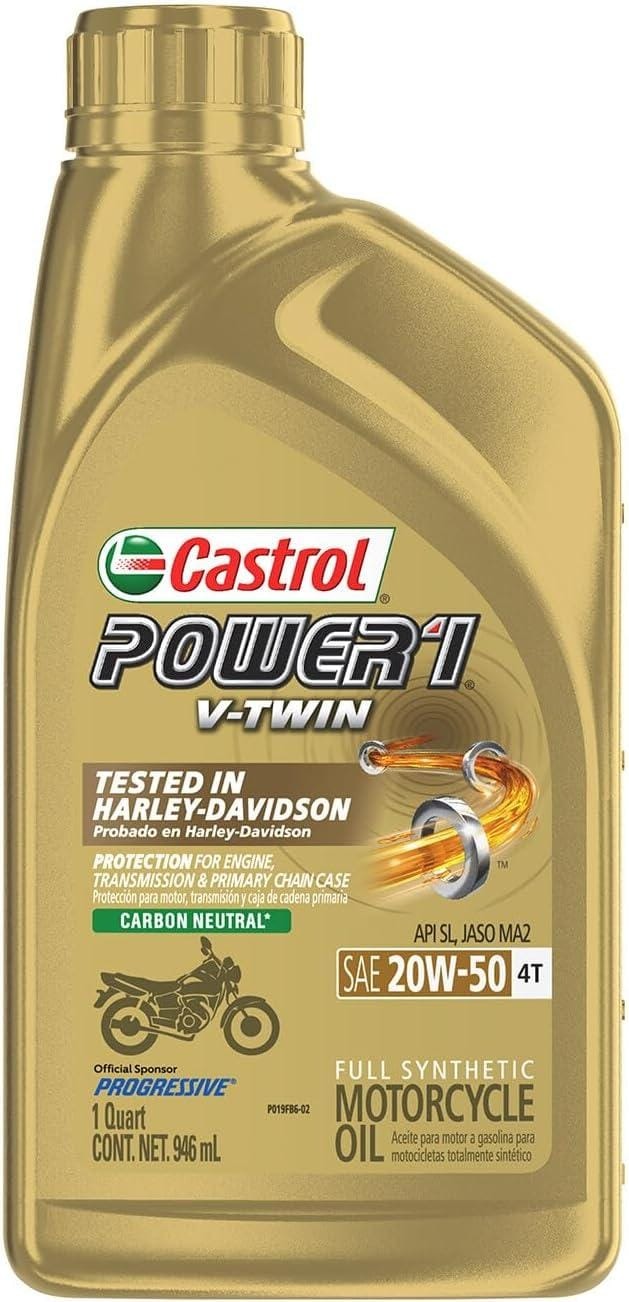 Castrol®
POWER1®
V-TWIN
TESTED IN
HARLEY-DAVIDSON
Probado en Harley-Davidson
PROTECTION FOR ENGINE,
TRANSMISSION & PRIMARY CHAIN CASE
Protección para motor, transmisión y caja de cadena primaria
CARBON NEUTRAL*
TM
API SL, JASO MA2
SAE 20W-50 4T
Official Sponsor
PROGRESSIVE®
1 Quart
CONT. NET. 946 mL
P019FB6-02
FULL SYNTHETIC
MOTORCYCLE
OIL
Aceite para motor a gasolina para
motocicletas totalmente sintético